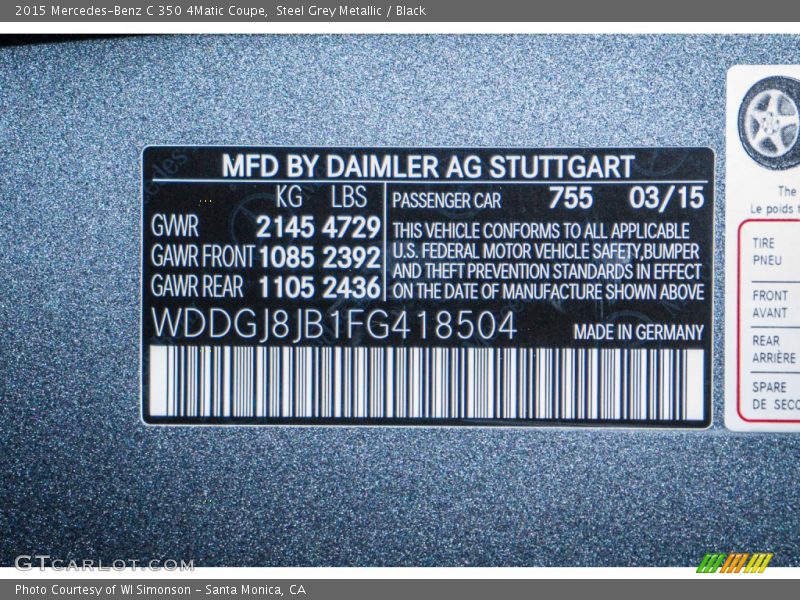 2015 Mercedes-Benz C 350 4Matic Coupe, Steel Grey Metallic / Black
MFD BY DAIMLER AG STUTTGART
KG LBS
GWR 2145 4729
GAWR FRONT 1085 2392
GAWR REAR 1105 2436
PASSENGER CAR 755 03/15
THIS VEHICLE CONFORMS TO ALL APPLICABLE
U.S. FEDERAL MOTOR VEHICLE SAFETY,BUMPER
AND THEFT PREVENTION STANDARDS IN EFFECT
ON THE DATE OF MANUFACTURE SHOWN ABOVE
WDDGJ8JB1FG418504
MADE IN GERMANY
The
Le poids
TIRE
PNEU
FRONT
AVANT
REAR
ARRIÈRE
SPARE
DE
GTcarlot.com
Photo Courtesy of WI Simonson - Santa Monica, CA